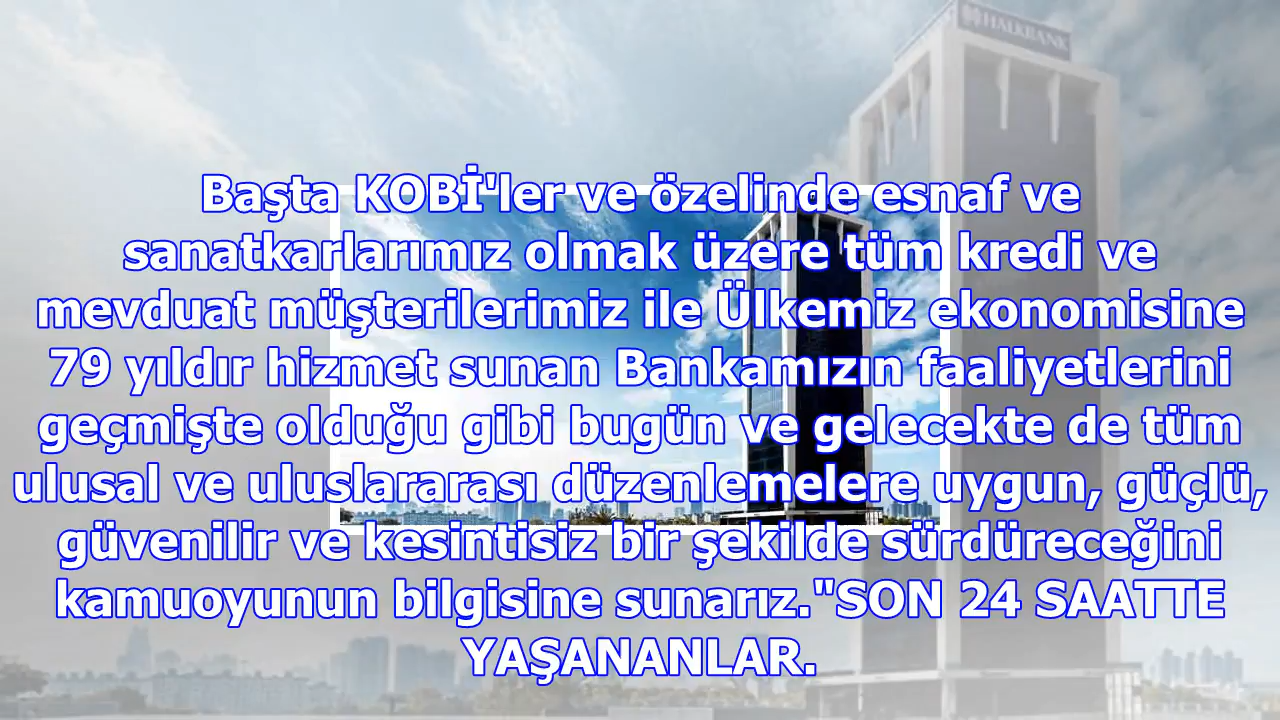 HALKBANK
Başta KOBİ'ler ve özelinde esnaf ve
sanatkarlarımız olmak üzere tüm kredi ve
mevduat müşterilerimiz ile Ülkemiz ekonomisine
79 yıldır hizmet sunan Bankamızın faaliyetlerini
geçmişte olduğu gibi bugün ve gelecekte de tüm
ulusal ve uluslararası düzenlemelere uygun, güçlü,
güvenilir ve kesintisiz bir şekilde sürdüreceğini
kamuoyunun bilgisine sunarız."SON 24 SAATTE
YAŞANANLAR.